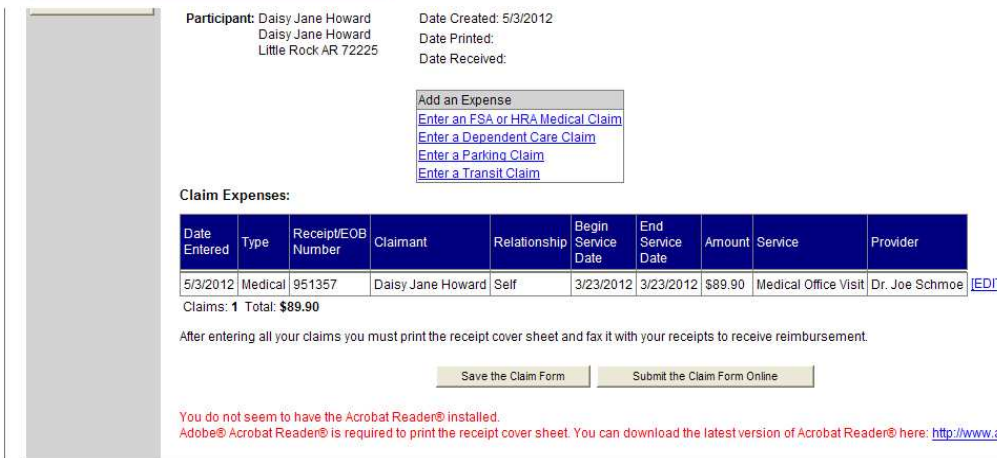 Participant: Daisy Jane Howard
Daisy Jane Howard
Little Rock AR 72225
Date Created: 5/3/2012
Date Printed:
Date Received:
Add an Expense
Enter an FSA or HRA Medical Claim
Enter a Dependent Care Claim
Enter a Parking Claim
Enter a Transit Claim
Claim Expenses:
Date Entered Type Receipt/EOB Number Claimant Relationship Begin Service Date End Service Date Amount Service Provider
5/3/2012 Medical 951357 Daisy Jane Howard Self 3/23/2012 3/23/2012 $89.90 Medical Office Visit Dr. Joe Schmoe [EDIT
Claims: 1 Total: $89.90
After entering all your claims you must print the receipt cover sheet and fax it with your receipts to receive reimbursement.
Save the Claim Form Submit the Claim Form Online
You do not seem to have the Acrobat Reader® installed.
Adobe® Acrobat Reader® is required to print the receipt cover sheet. You can download the latest version of Acrobat Reader® here: http://www.a